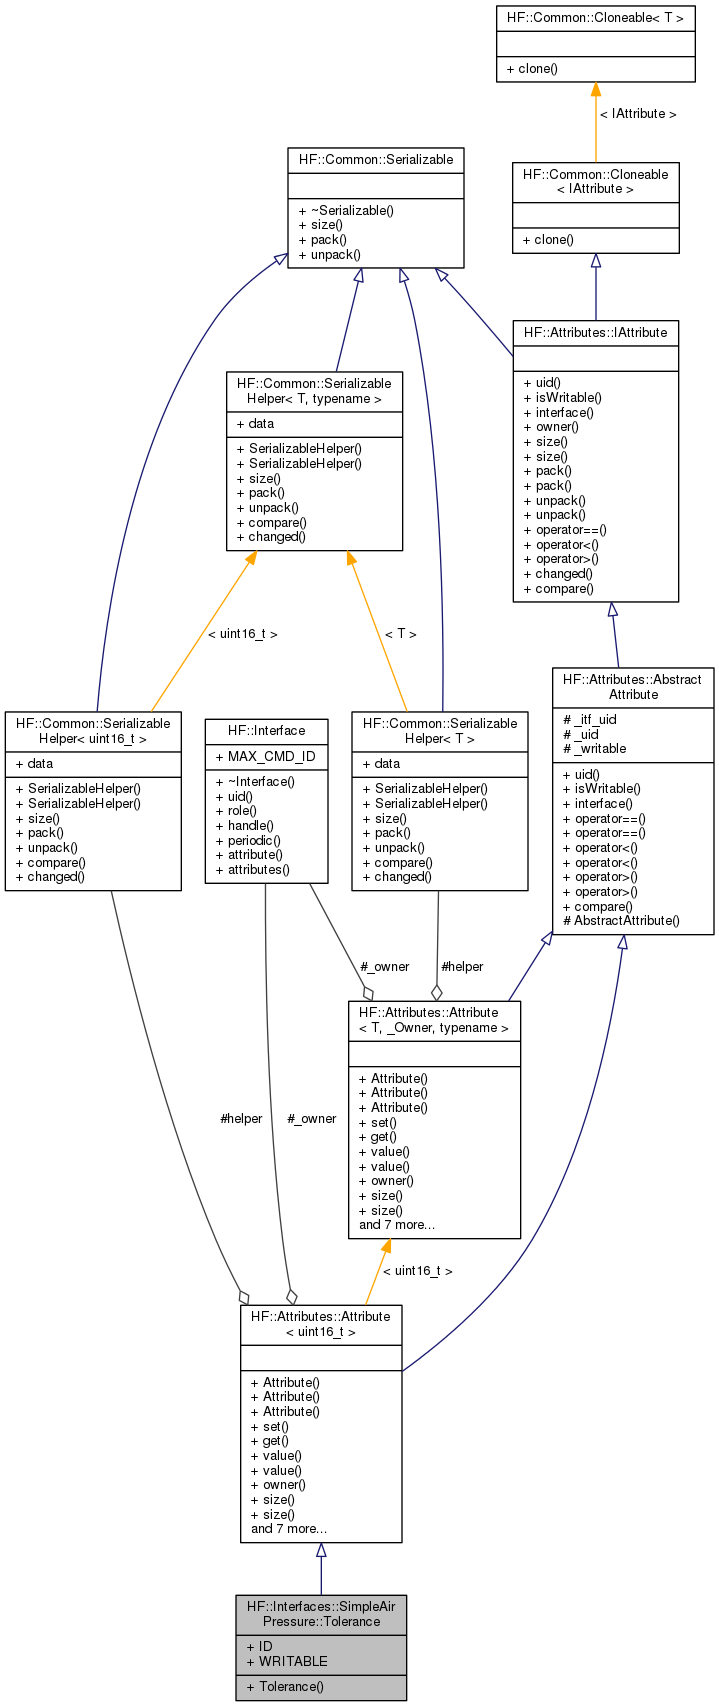 HF::Common::Cloneable< T >
+ clone()
< IAttribute >
HF::Common::Serializable
+ ~Serializable()
+ size()
+ pack()
+ unpack()
HF::Common::Cloneable
< IAttribute >
+ clone()
HF::Attributes::IAttribute
+ uid()
+ isWritable()
+ interface()
+ owner()
+ size()
+ size()
+ pack()
+ pack()
+ unpack()
+ unpack()
+ operator==()
+ operator<()
+ operator>()
+ changed()
+ compare()
HF::Common::Serializable
Helper< T, typename >
+ data
+ SerializableHelper()
+ SerializableHelper()
+ size()
+ pack()
+ unpack()
+ compare()
+ changed()
< uint16_t >
< T >
HF::Attributes::Abstract
Attribute
# _itf_uid
# _uid
# _writable
+ uid()
+ isWritable()
+ interface()
+ operator==()
+ operator==()
+ operator<()
+ operator<()
+ operator>()
+ operator>()
+ compare()
# AbstractAttribute()
HF::Common::Serializable
Helper< uint16_t >
+ data
+ SerializableHelper()
+ SerializableHelper()
+ size()
+ pack()
+ unpack()
+ compare()
+ changed()
HF::Interface
+ MAX_CMD_ID
+ ~Interface()
+ uid()
+ role()
+ handle()
+ periodic()
+ attribute()
+ attributes()
HF::Common::Serializable
Helper< T >
+ data
+ SerializableHelper()
+ SerializableHelper()
+ size()
+ pack()
+ unpack()
+ compare()
+ changed()
#_owner
#helper
HF::Attributes::Attribute
< T, _Owner, typename >
+ Attribute()
+ Attribute()
+ Attribute()
+ set()
+ get()
+ value()
+ value()
+ owner()
+ size()
+ size()
and 7 more...
#helper
#_owner
< uint16_t >
HF::Attributes::Attribute
< uint16_t >
+ Attribute()
+ Attribute()
+ Attribute()
+ set()
+ get()
+ value()
+ value()
+ owner()
+ size()
+ size()
and 7 more...
HF::Interfaces::SimpleAir
Pressure::Tolerance
+ ID
+ WRITABLE
+ Tolerance()